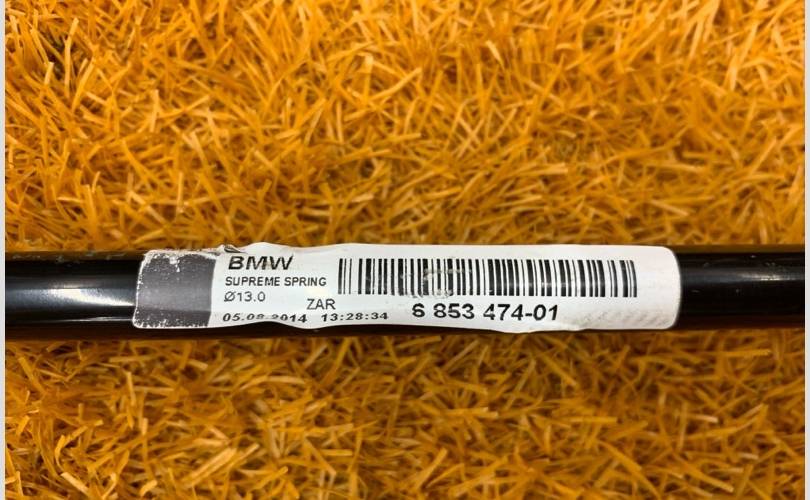 BMW
SUPREME SPRING
Ø13.0
ZAR
05.08.2014 13:28:34
6 853 474-01